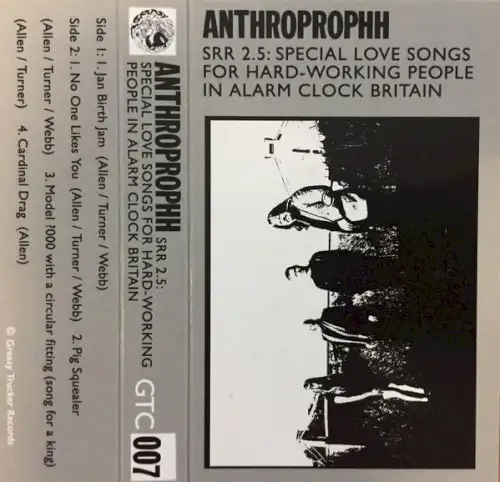 ANTHROPROPHH
SRR 2.5: SPECIAL LOVE SONGS
FOR HARD-WORKING PEOPLE
IN ALARM CLOCK BRITAIN
ANTHROPROPHH SRR 2.5:
SPECIAL LOVE SONGS FOR HARD-WORKING
PEOPLE IN ALARM CLOCK BRITAIN
GTC 007
Side 1: 1. Jan Birth Jam (Allen / Turner / Webb)
Side 2: 1. No One Likes You (Allen / Turner / Webb) 2. Pig Squealer
(Allen / Turner / Webb) 3. Model ?000 with a circular fitting (song for a king)
(Allen / Turner) 4. Cardinal Drag (Allen)
© Greasy Trucker Records